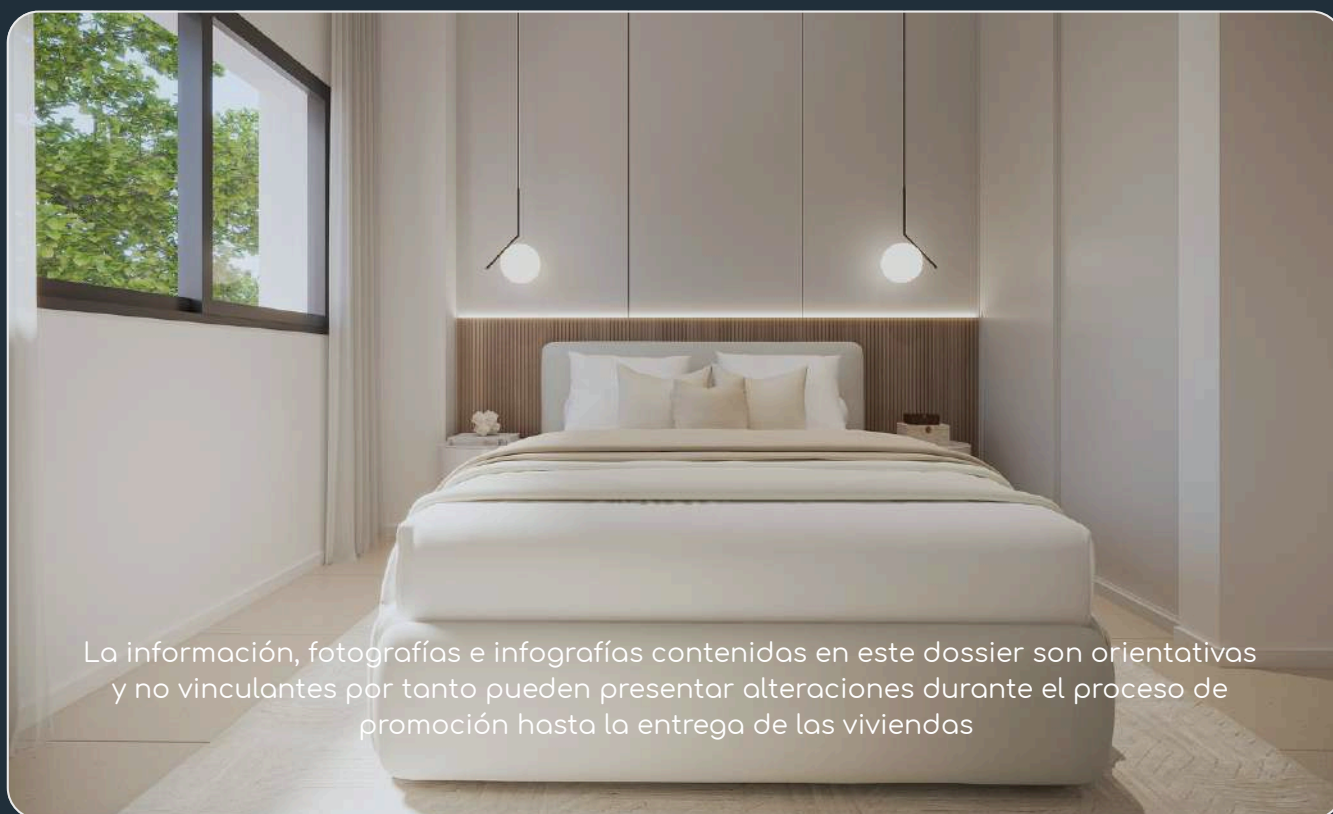 La información, fotografías e infografías contenidas en este dossier son orientativas
y no vinculantes por tanto pueden presentar alteraciones durante el proceso de
promoción hasta la entrega de las viviendas